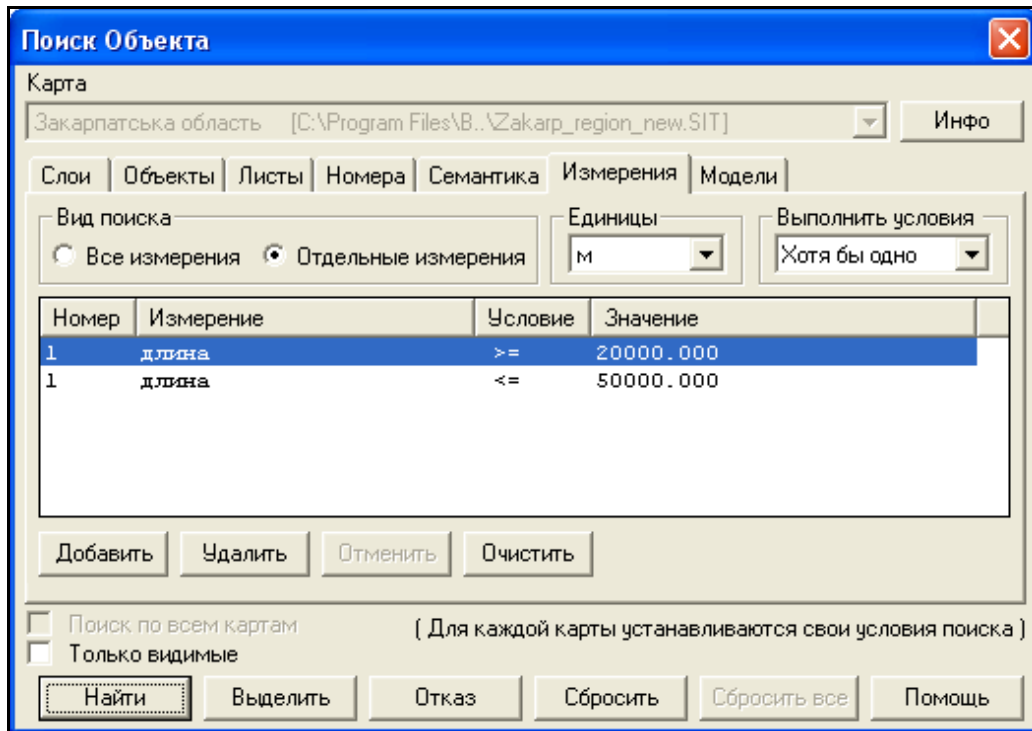 Поиск Объекта
Карта
Закарпатська область [C:\Program Files\B..\Zakarp_region_new.SIT] Инфо
Слои Объекты Листы Номера Семантика Измерения Модели
Вид поиска Единицы Выполнить условия
Все измерения Отдельные измерения м Хотя бы одно
Номер Измерение Условие Значение
1 длина >= 20000.000
1 длина <= 50000.000
Добавить Удалить Отменить Очистить
Поиск по всем картам ( Для каждой карты устанавливаются свои условия поиска )
Только видимые
Найти Выделить Отказ Сбросить Сбросить все Помощь